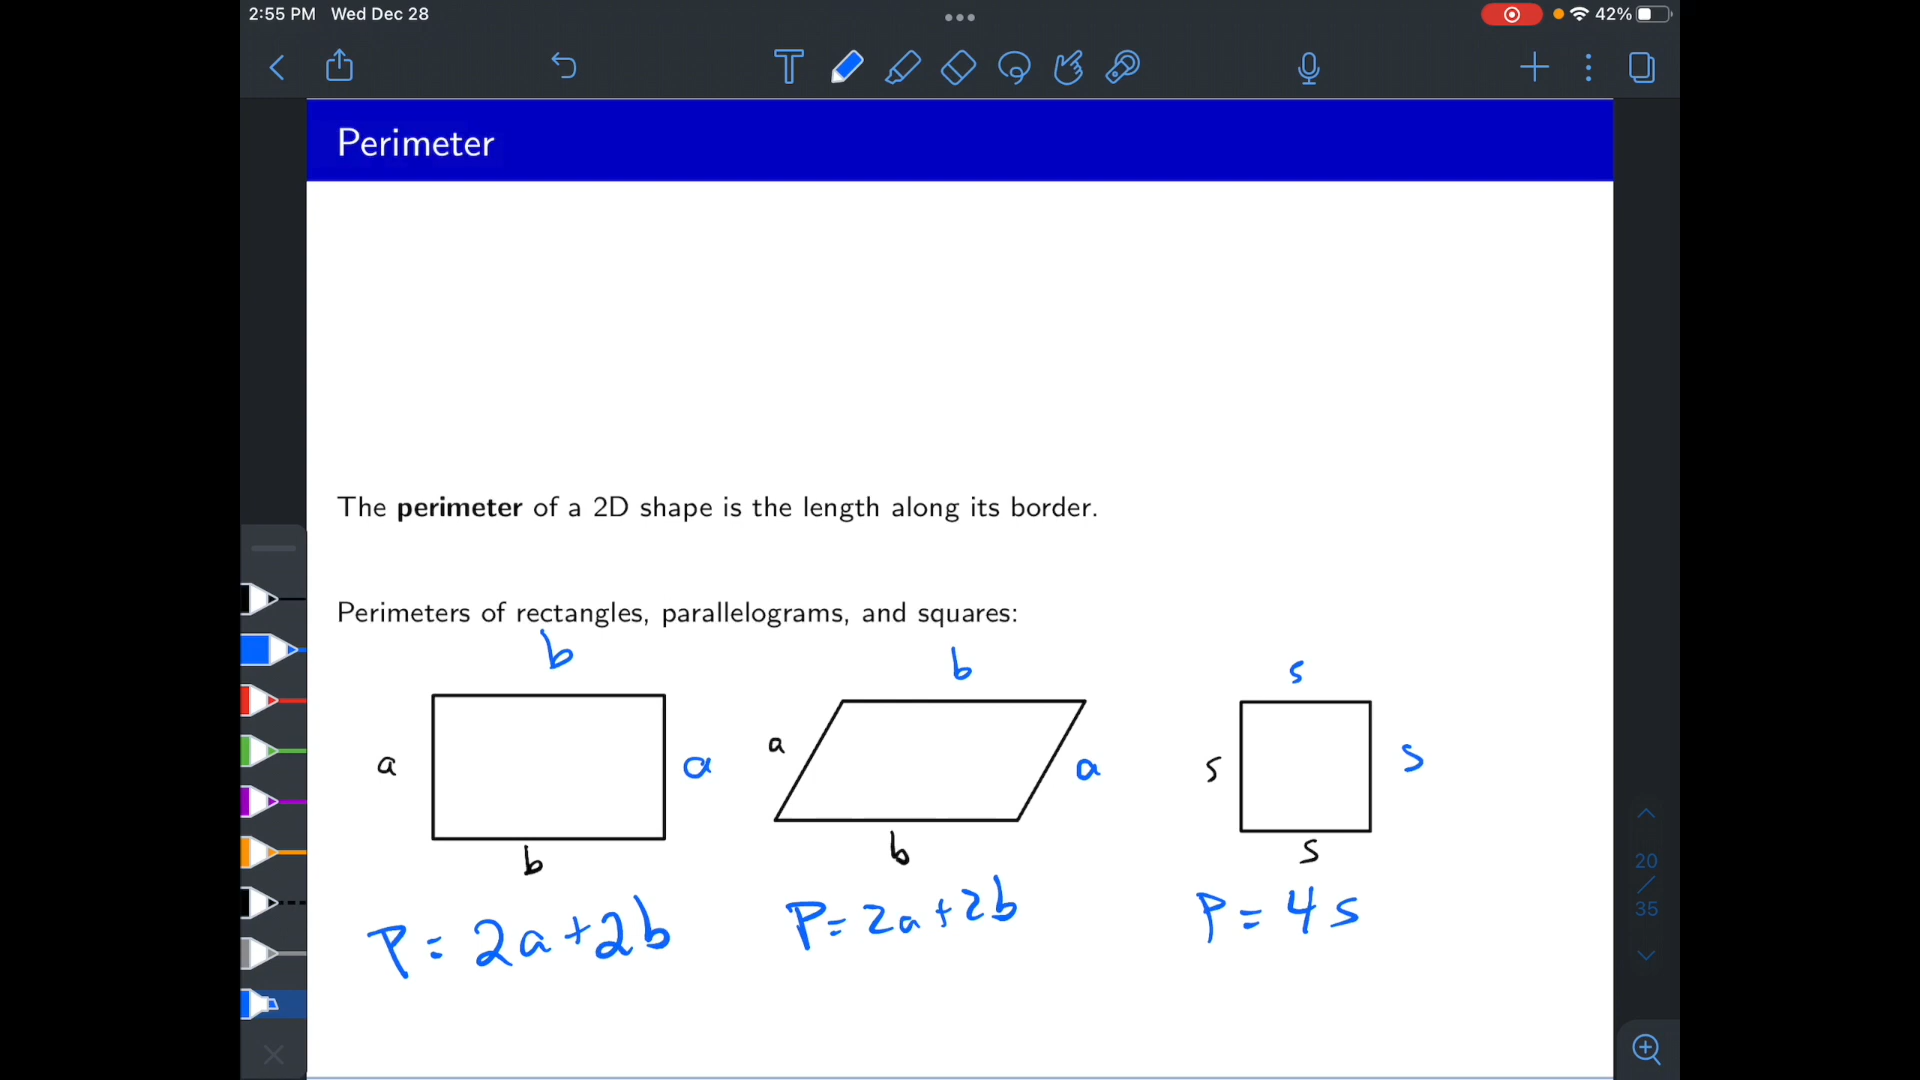 2:55 PM Wed Dec 28
42%
T
Perimeter
The perimeter of a 2D shape is the length along its border.
Perimeters of rectangles, parallelograms, and squares:
b b s
a a a a s s
b b s
P = 2a + 2b P = 2a + 2b P = 4s
20
/
35